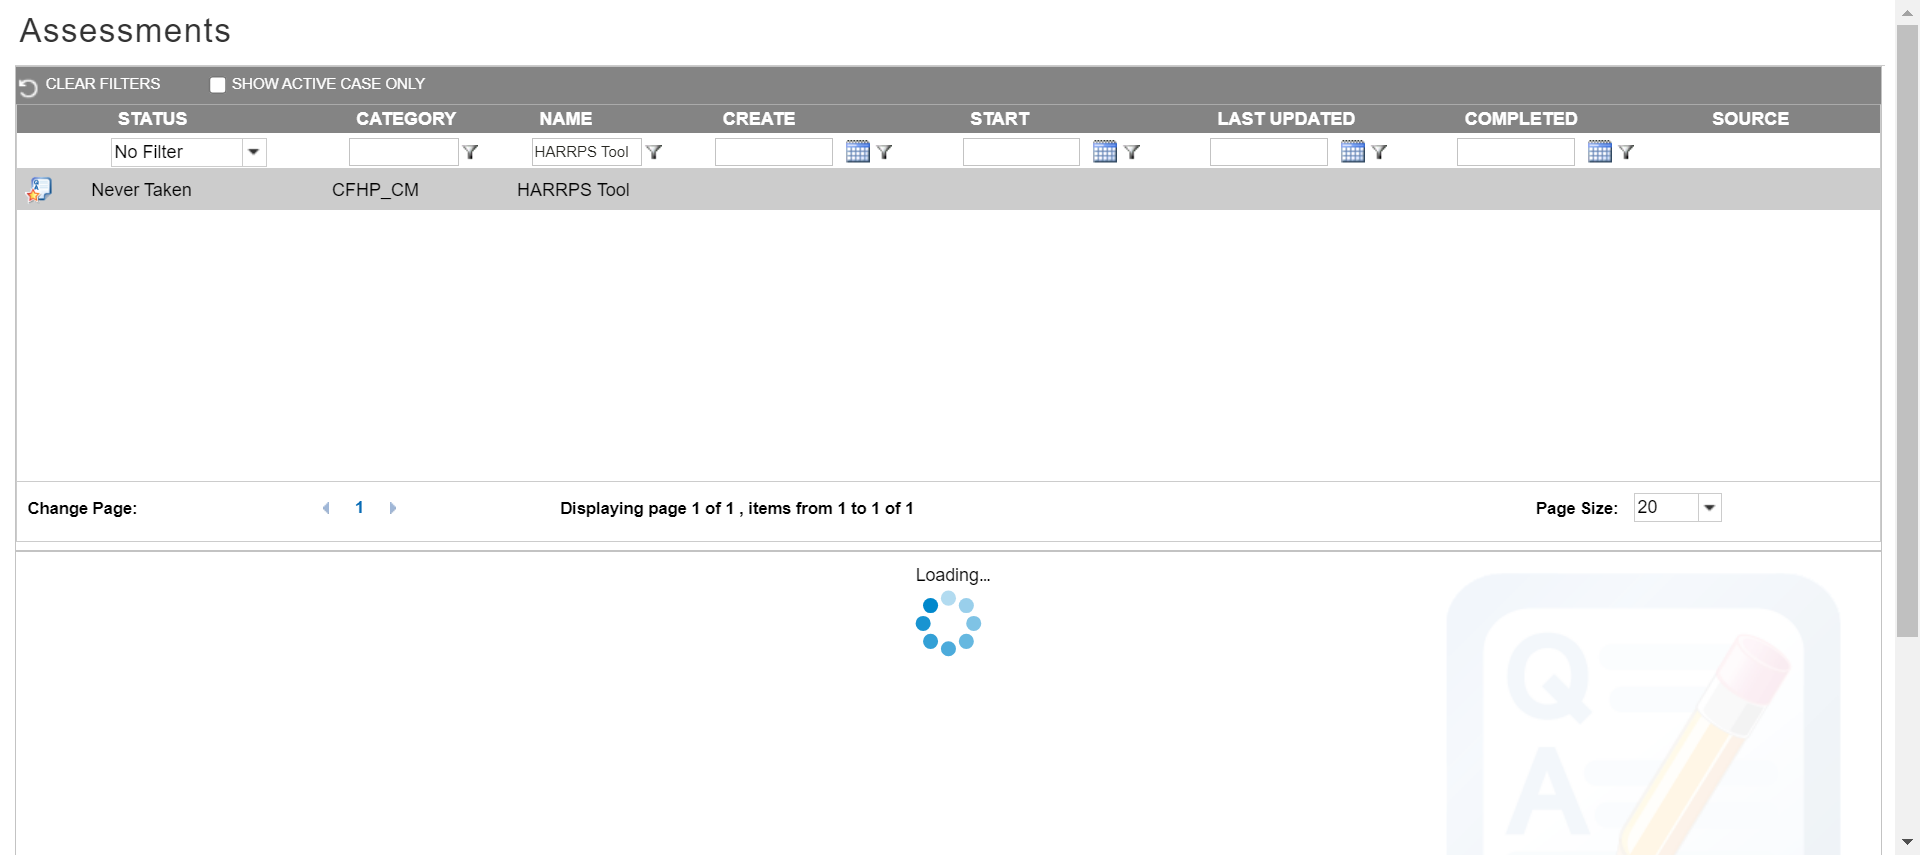 Assessments
CLEAR FILTERS SHOW ACTIVE CASE ONLY
STATUS CATEGORY NAME CREATE START LAST UPDATED COMPLETED SOURCE
No Filter HARRPS Tool
Never Taken CFHP_CM HARRPS Tool
Change Page: 1 Displaying page 1 of 1 , items from 1 to 1 of 1 Page Size: 20
Loading...
Q
A